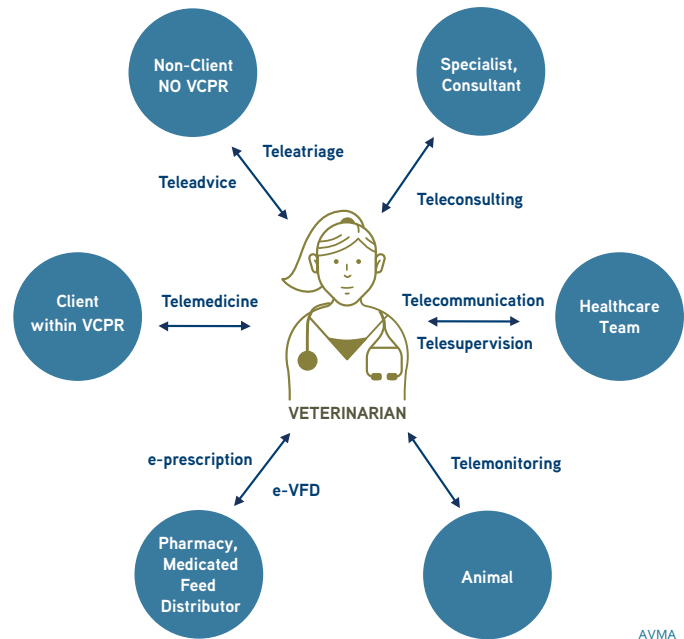 Non-Client
NO VCPR
Specialist,
Consultant
Teleatriage
Teleadvice
Teleconsulting
Client
within VCPR
Telemedicine
Telecommunication
Telesupervision
Healthcare
Team
VETERINARIAN
e-prescription
e-VFD
Telemonitoring
Pharmacy,
Medicated
Feed
Distributor
Animal
AVMA